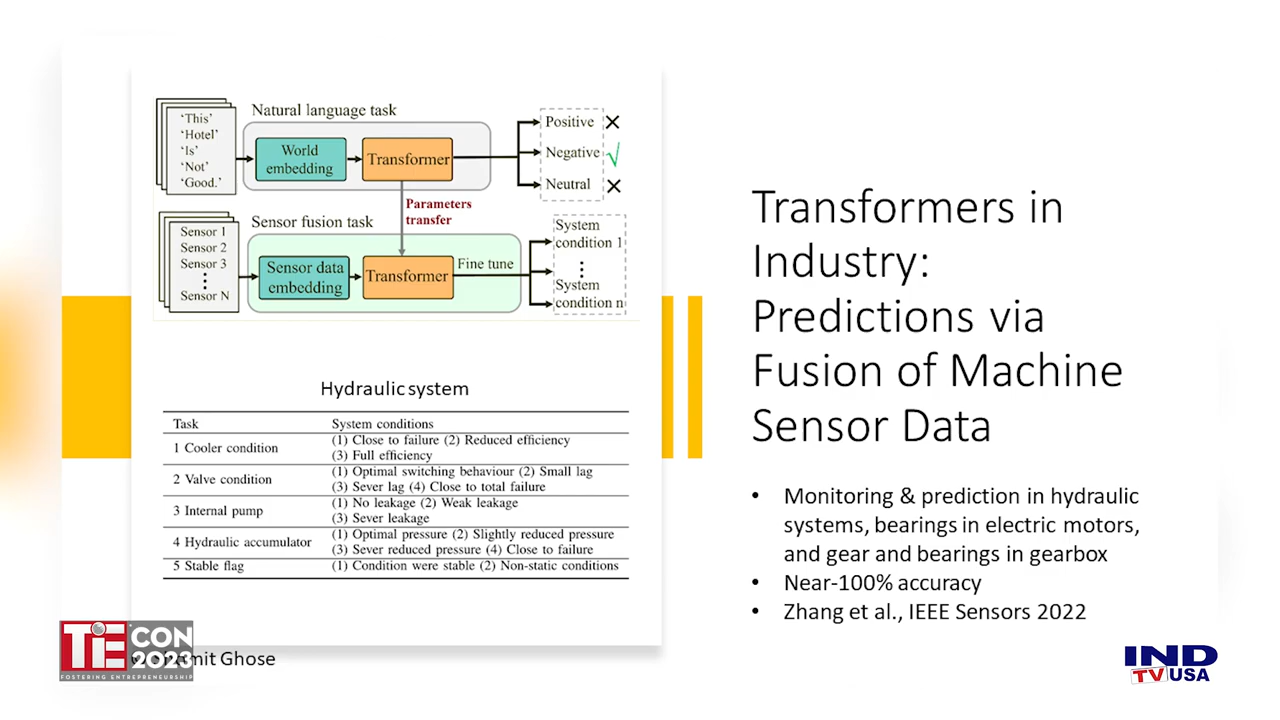 Natural language task
'This'
'Hotel'
'Is'
'Not'
'Good.'
World
embedding
Transformer
Positive
Negative
Neutral
Parameters
transfer
Sensor fusion task
Sensor 1
Sensor 2
Sensor 3
Sensor N
Sensor data
embedding
Transformer
Fine tune
System
condition 1
System
condition n
Hydraulic system
Task System conditions
1 Cooler condition (1) Close to failure (2) Reduced efficiency
(3) Full efficiency
2 Valve condition (1) Optimal switching behaviour (2) Small lag
(3) Sever lag (4) Close to total failure
3 Internal pump (1) No leakage (2) Weak leakage
(3) Sever leakage
4 Hydraulic accumulator (1) Optimal pressure (2) Slightly reduced pressure
(3) Sever reduced pressure (4) Close to failure
5 Stable flag (1) Condition were stable (2) Non-static conditions
Transformers in
Industry:
Predictions via
Fusion of Machine
Sensor Data
• Monitoring & prediction in hydraulic
systems, bearings in electric motors,
and gear and bearings in gearbox
• Near-100% accuracy
• Zhang et al., IEEE Sensors 2022
TiE CON
2023
FOSTERING ENTREPRENEURSHIP
Ghose
IND
TV USA